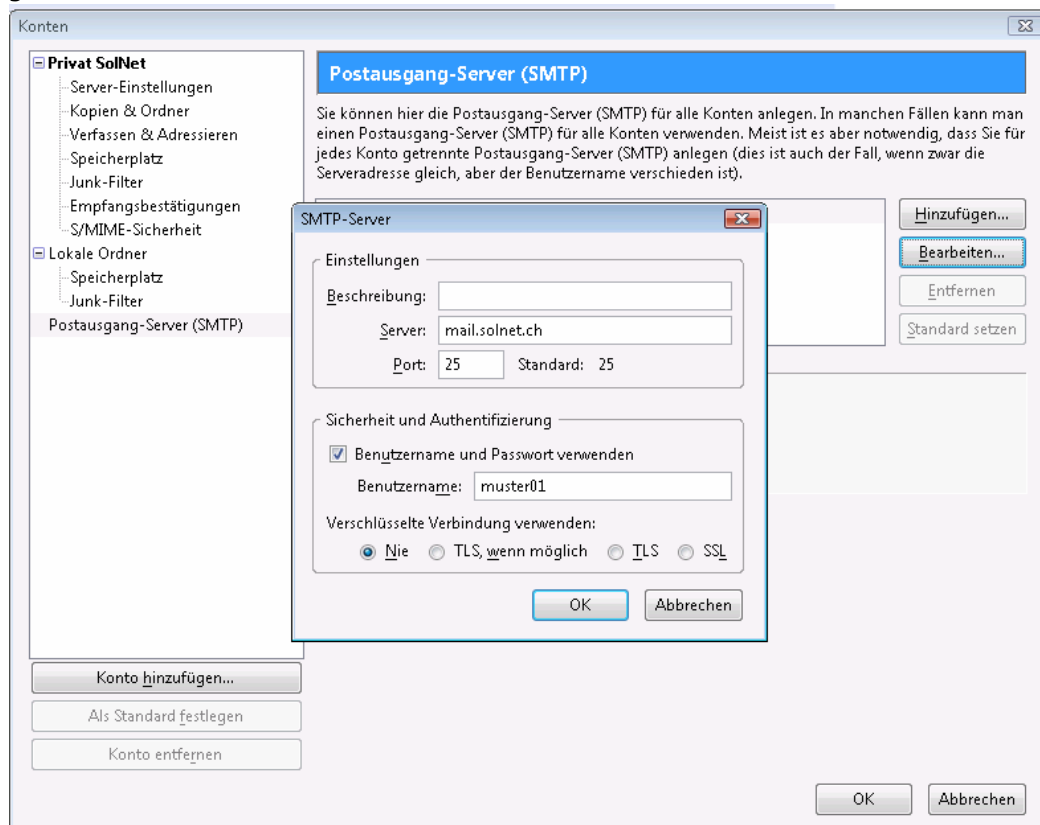 Konten
Privat SolNet
Server-Einstellungen
Kopien & Ordner
Verfassen & Adressieren
Speicherplatz
Junk-Filter
Empfangsbestätigungen
S/MIME-Sicherheit
Lokale Ordner
Speicherplatz
Junk-Filter
Postausgang-Server (SMTP)
Konto hinzufügen...
Als Standard festlegen
Konto entfernen
Postausgang-Server (SMTP)
Sie können hier die Postausgang-Server (SMTP) für alle Konten anlegen. In manchen Fällen kann man
einen Postausgang-Server (SMTP) für alle Konten verwenden. Meist ist es aber notwendig, dass Sie für
jedes Konto getrennte Postausgang-Server (SMTP) anlegen (dies ist auch der Fall, wenn zwar die
Serveradresse gleich, aber der Benutzername verschieden ist).
Hinzufügen...
Bearbeiten...
Entfernen
Standard setzen
SMTP-Server
Einstellungen
Beschreibung:
Server: mail.solnet.ch
Port: 25 Standard: 25
Sicherheit und Authentifizierung
Benutzername und Passwort verwenden
Benutzername: muster01
Verschlüsselte Verbindung verwenden:
Nie TLS, wenn möglich TLS SSL
OK Abbrechen
OK Abbrechen